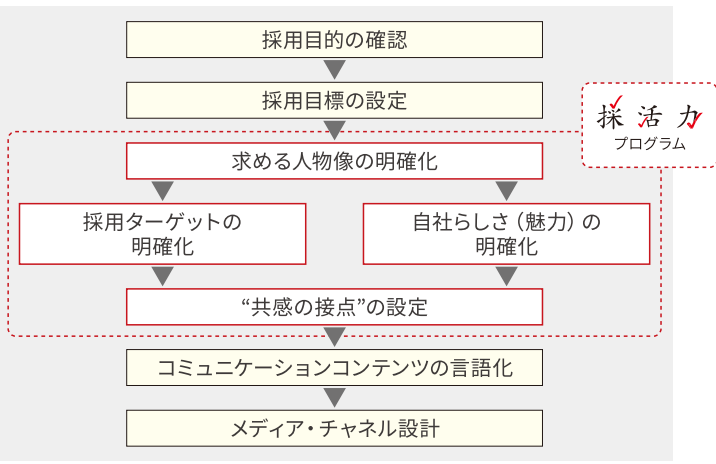 採用目的の確認
採用目標の設定
採活力
プログラム
求める人物像の明確化
採用ターゲットの
明確化
自社らしさ（魅力）の
明確化
“共感の接点”の設定
コミュニケーションコンテンツの言語化
メディア・チャネル設計